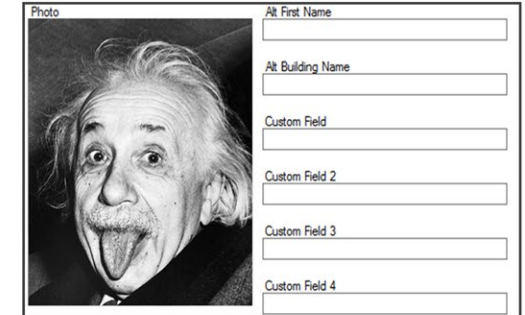 Photo
Alt First Name
Alt Building Name
Custom Field
Custom Field 2
Custom Field 3
Custom Field 4